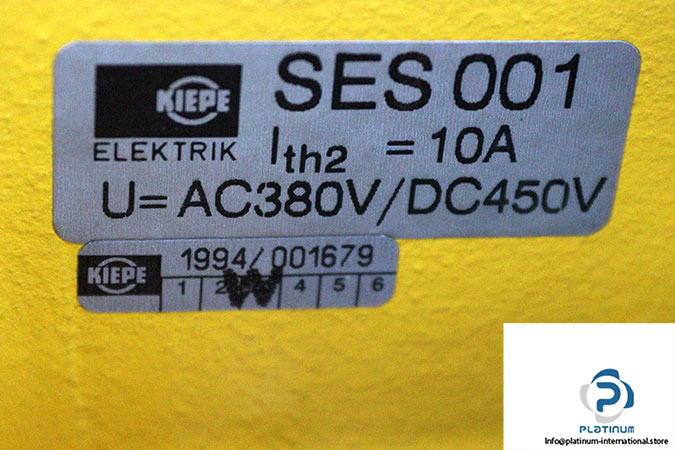 KIEPE
ELEKTRIK
SES 001
Ith2 = 10A
U= AC380V/DC450V
KIEPE
1994/001679
1 2 W 4 5 6
P
PLATINUM
Info@platinum-international.store